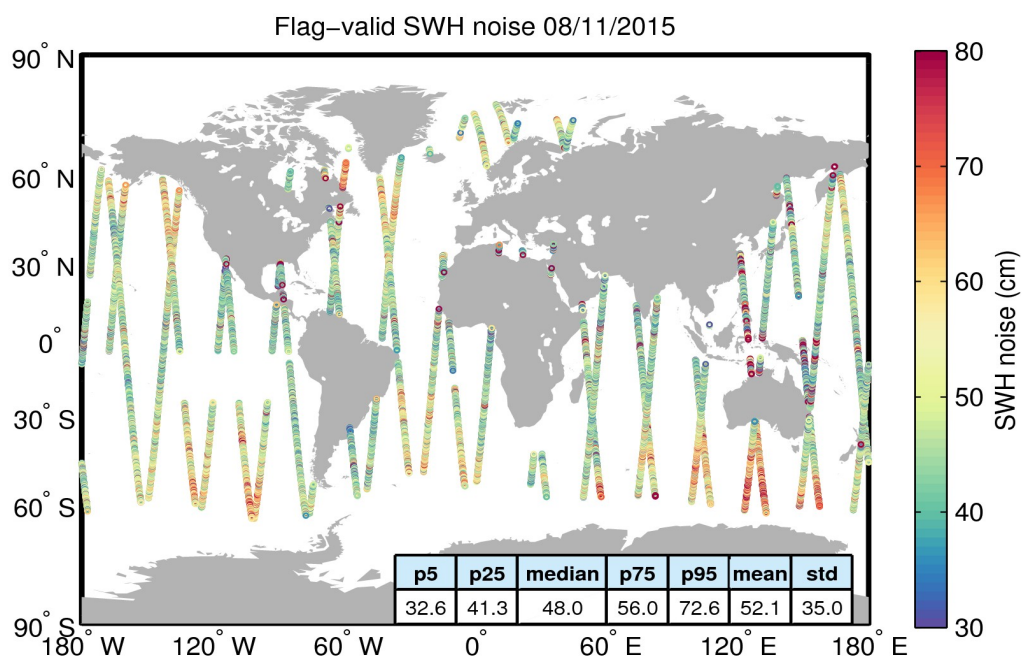 Flag−valid SWH noise 08/11/2015
90° N
60° N
30° N
0°
30° S
60° S
90° S
180° W
120° W
60° W
0°
60° E
120° E
180° E
80
70
60
50
40
30
SWH noise (cm)
p5 p25 median p75 p95 mean std
32.6 41.3 48.0 56.0 72.6 52.1 35.0